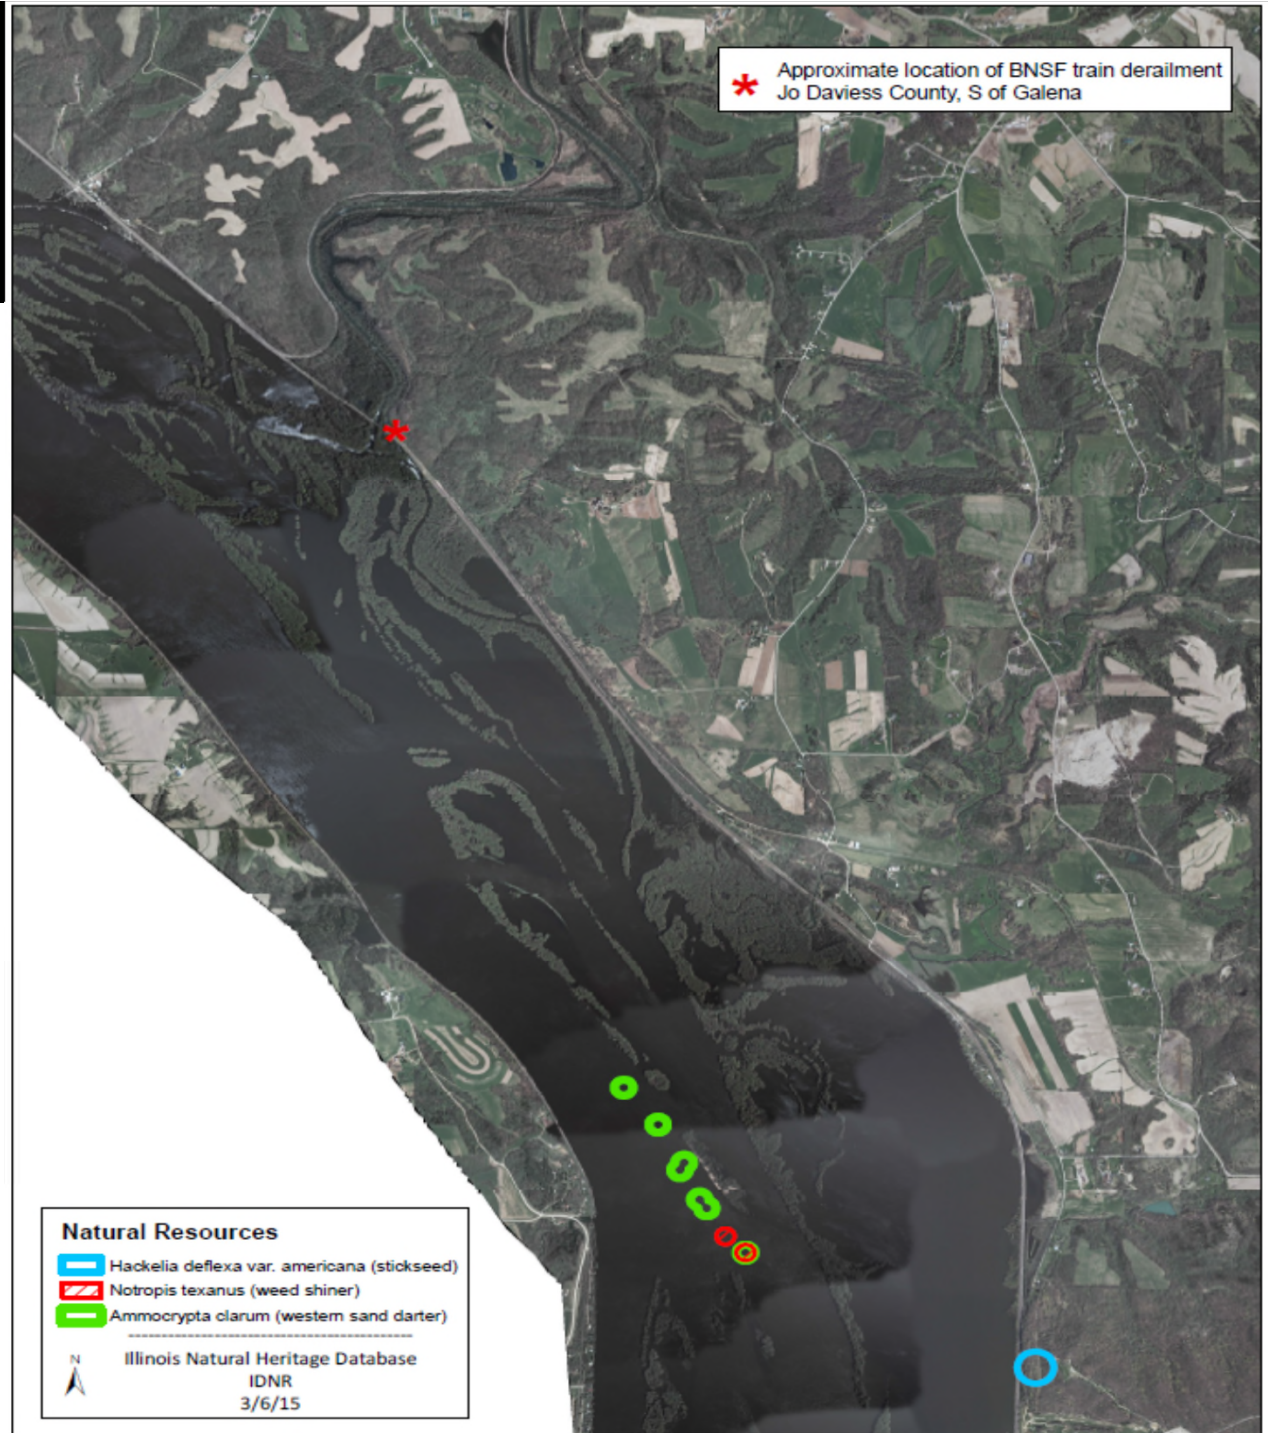 * Approximate location of BNSF train derailment
Jo Daviess County, S of Galena
Natural Resources
Hackelia deflexa var. americana (stickseed)
Notropis texanus (weed shiner)
Ammocrypta clarum (western sand darter)
--------------------------------------------
Illinois Natural Heritage Database
N
IDNR
3/6/15